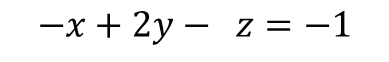 −x + 2y − z = −1